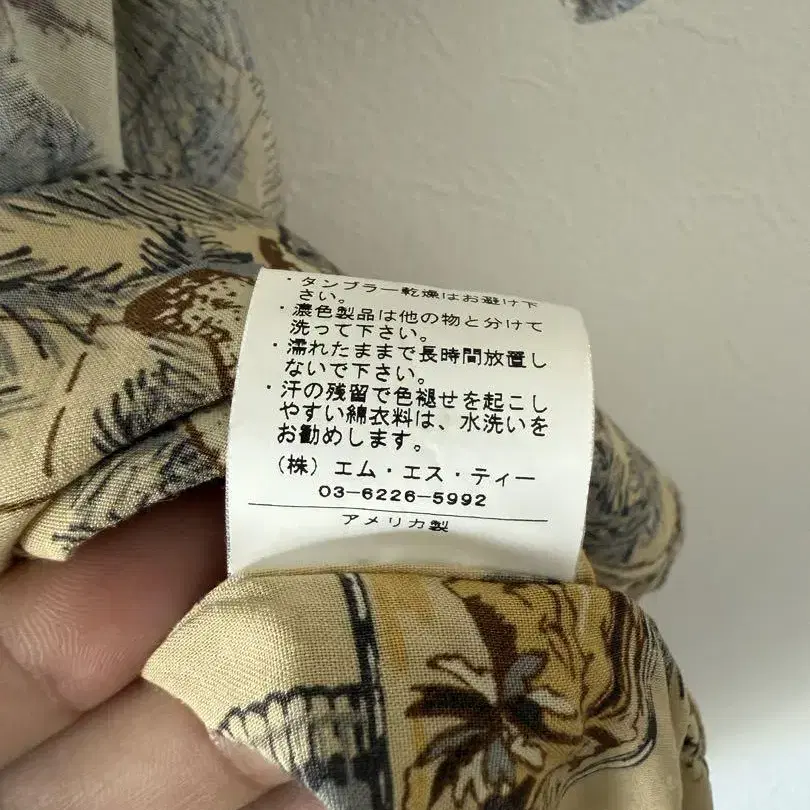 ・タンブラー乾燥はお避け下
さい。
・濃色製品は他の物と分けて
洗って下さい。
・濡れたままで長時間放置し
ないで下さい。
・汗の残留で色褪せを起こし
やすい綿衣料は、水洗いを
お勧めします。
(株) エム・エス・ティー
03-6226-5992
アメリカ製